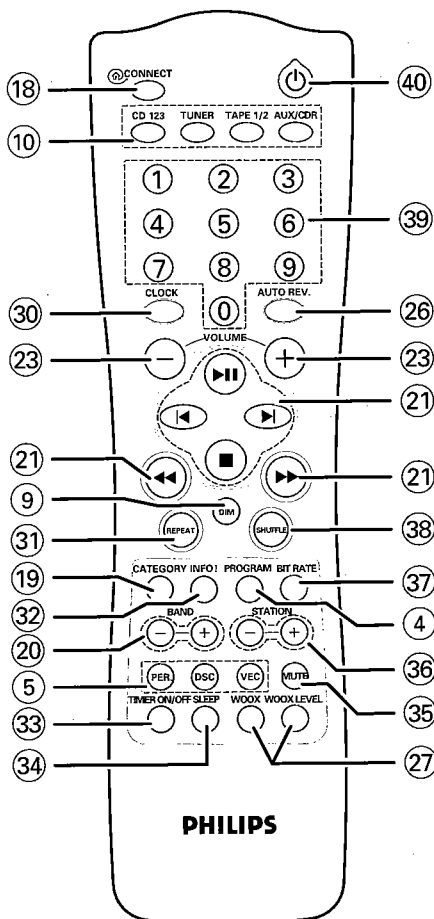 CONNECT
18
40
CD 123 TUNER TAPE 1/2 AUX/CDR
10
1 2 3
4 5 6
39
7 8 9
CLOCK 0 AUTO REV.
30
26
VOLUME
23 − + 23
21
21
21
9
DIM
REPEAT SHUFFLE
31
38
CATEGORY INFO! PROGRAM BIT RATE
19
37
32
4
BAND STATION
20 − + − +
36
5
PER. DSC VEC MUTE
35
TIMER ON/OFF SLEEP WOOX WOOX LEVEL
33
34
27
PHILIPS